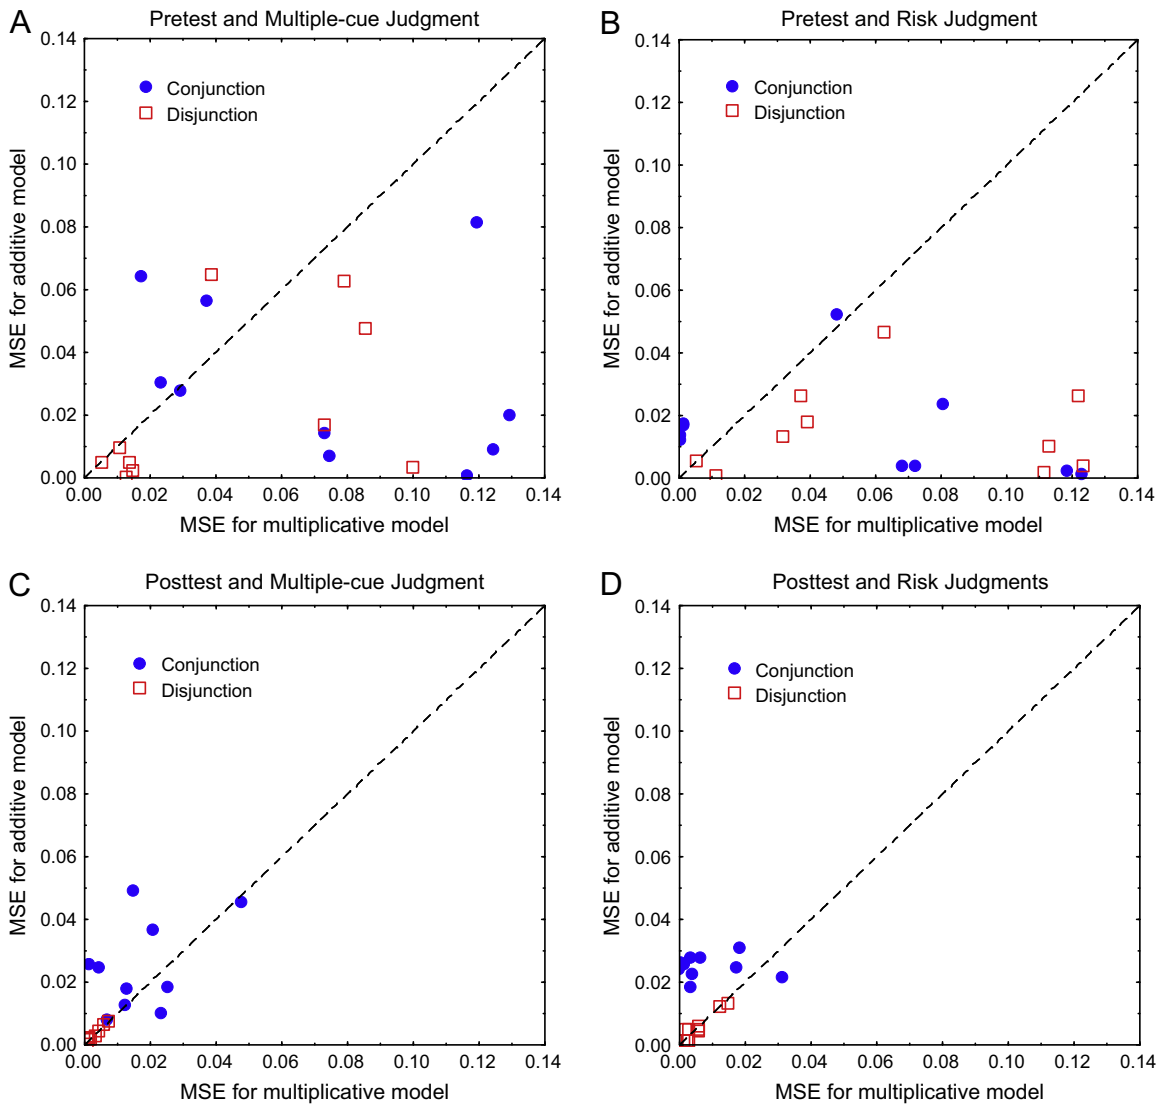 A
Pretest and Multiple-cue Judgment
0.14
0.12
0.10
0.08
0.06
0.04
0.02
0.00
MSE for additive model
Conjunction
Disjunction
0.00 0.02 0.04 0.06 0.08 0.10 0.12 0.14
MSE for multiplicative model
B
Pretest and Risk Judgment
0.14
0.12
0.10
0.08
0.06
0.04
0.02
0.00
MSE for additive model
Conjunction
Disjunction
0.00 0.02 0.04 0.06 0.08 0.10 0.12 0.14
MSE for multiplicative model
C
Posttest and Multiple-cue Judgment
0.14
0.12
0.10
0.08
0.06
0.04
0.02
0.00
MSE for additive model
Conjunction
Disjunction
0.00 0.02 0.04 0.06 0.08 0.10 0.12 0.14
MSE for multiplicative model
D
Posttest and Risk Judgments
0.14
0.12
0.10
0.08
0.06
0.04
0.02
0.00
MSE for additive model
Conjunction
Disjunction
0.00 0.02 0.04 0.06 0.08 0.10 0.12 0.14
MSE for multiplicative model